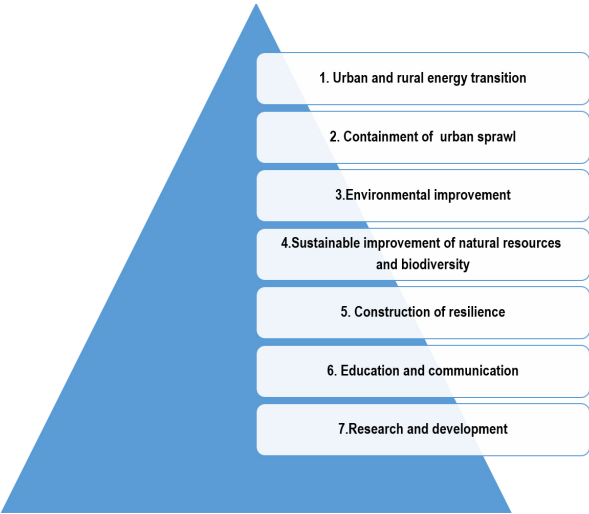 1. Urban and rural energy transition
2. Containment of urban sprawl
3.Environmental improvement
4.Sustainable improvement of natural resources
and biodiversity
5. Construction of resilience
6. Education and communication
7.Research and development